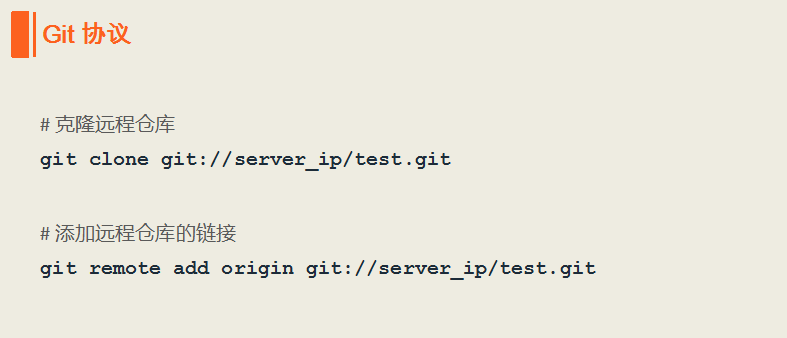 Git 协议
# 克隆远程仓库
git clone git://server_ip/test.git
# 添加远程仓库的链接
git remote add origin git://server_ip/test.git